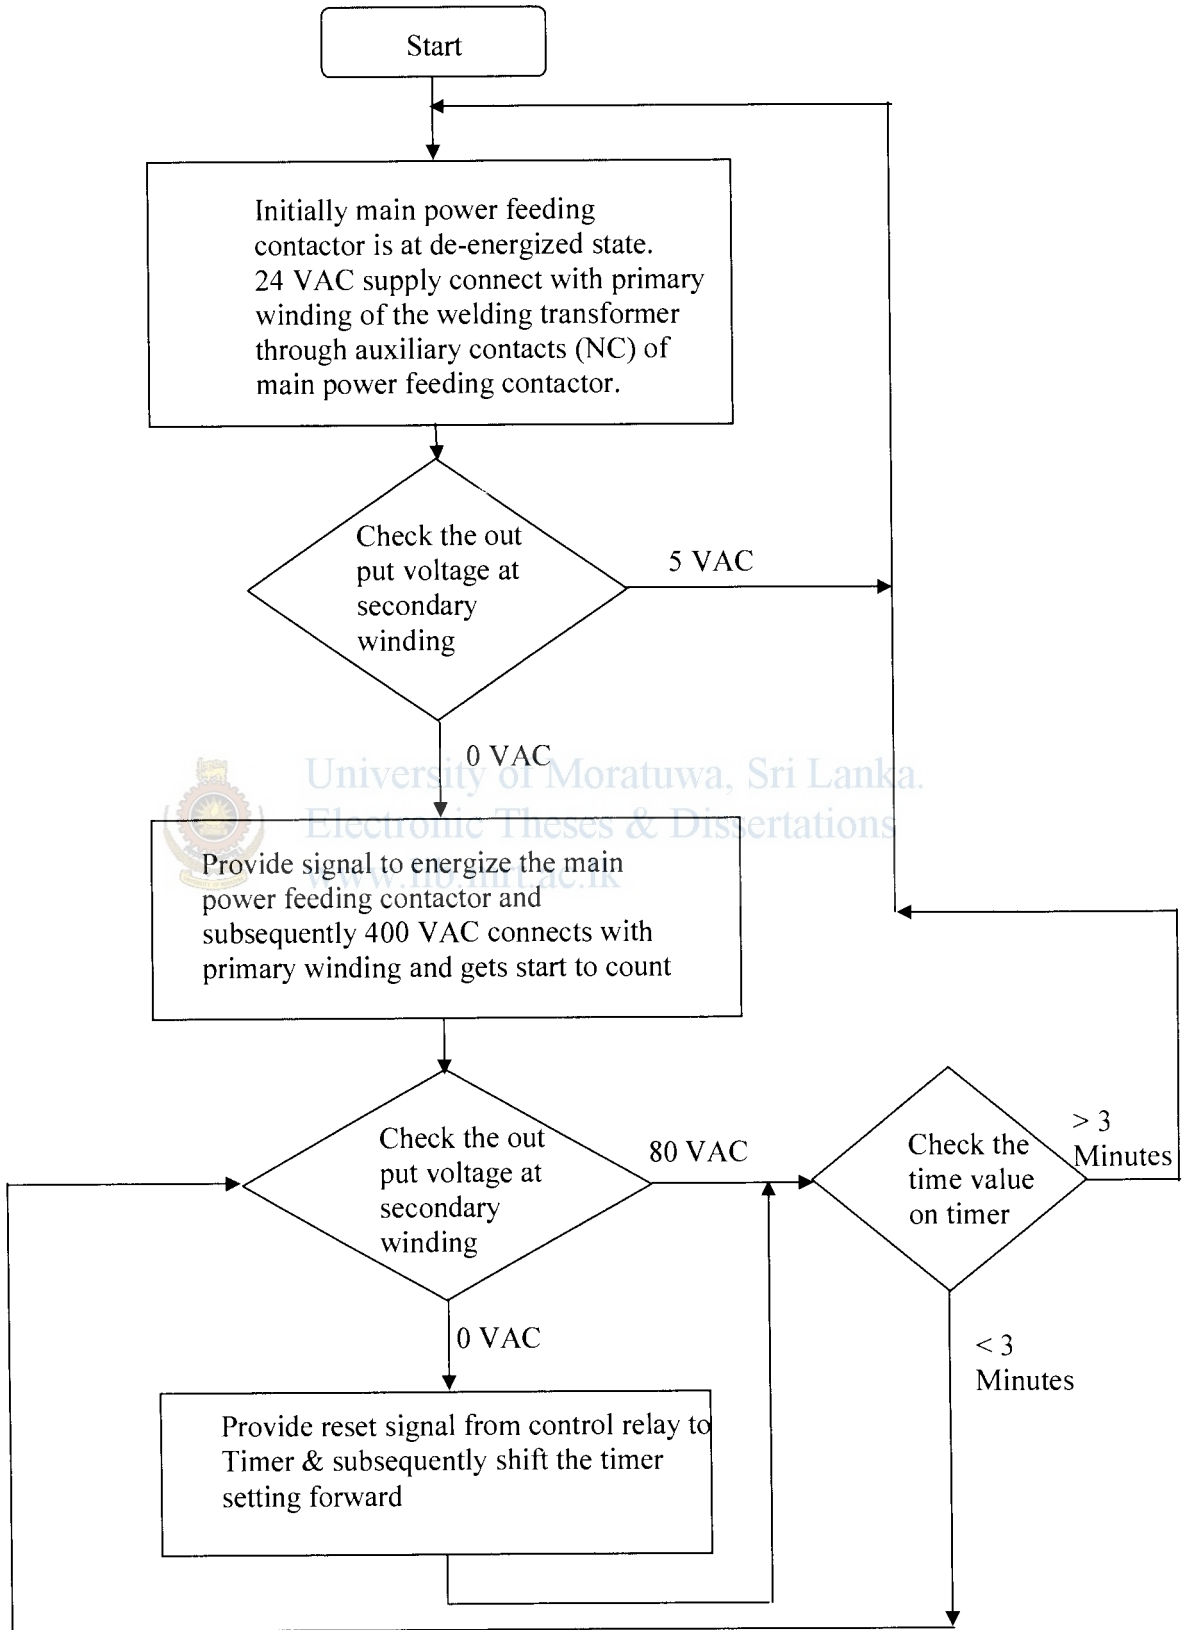 Start
Initially main power feeding
contactor is at de-energized state.
24 VAC supply connect with primary
winding of the welding transformer
through auxiliary contacts (NC) of
main power feeding contactor.
Check the out
put voltage at
secondary
winding
5 VAC
0 VAC
University of Moratuwa, Sri Lanka.
Electronic Theses & Dissertations
www.lib.mrt.ac.lk
Provide signal to energize the main
power feeding contactor and
subsequently 400 VAC connects with
primary winding and gets start to count
Check the out
put voltage at
secondary
winding
80 VAC
Check the
time value
on timer
> 3
Minutes
0 VAC
< 3
Minutes
Provide reset signal from control relay to
Timer & subsequently shift the timer
setting forward